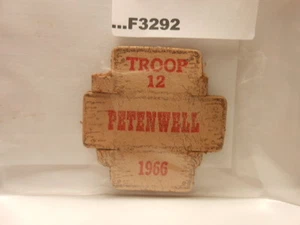 ...F3292
TROOP
12
PETENWELL
1966